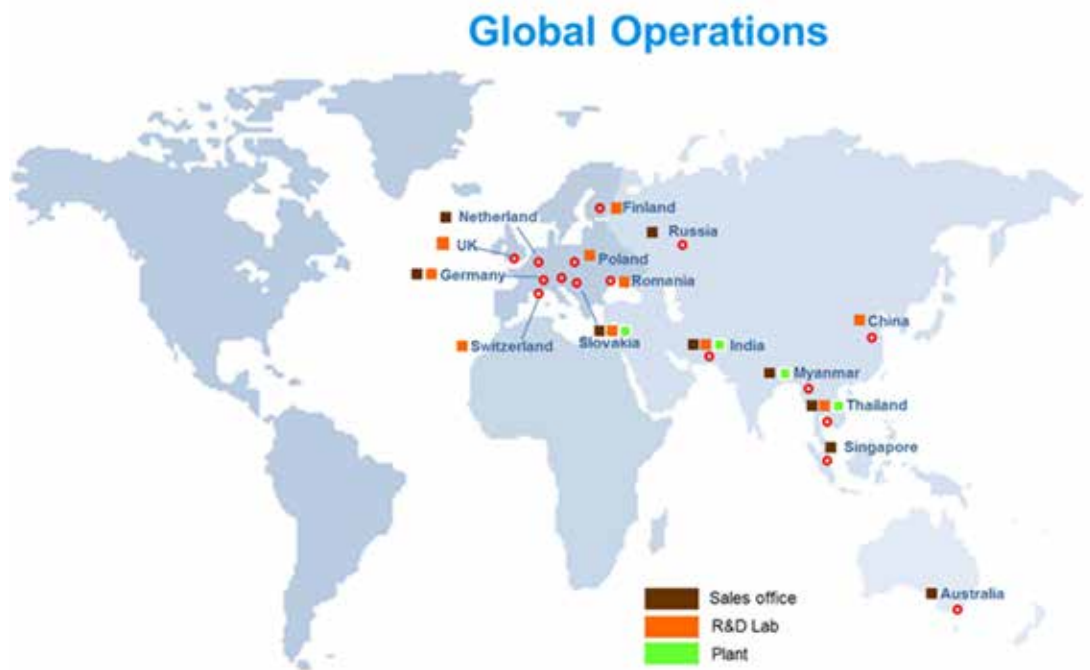 Global Operations
Finland
Netherland
Russia
UK
Poland
Germany
Romania
China
Slovakia
Switzerland
India
Myanmar
Thailand
Singapore
Australia
Sales office
R&D Lab
Plant